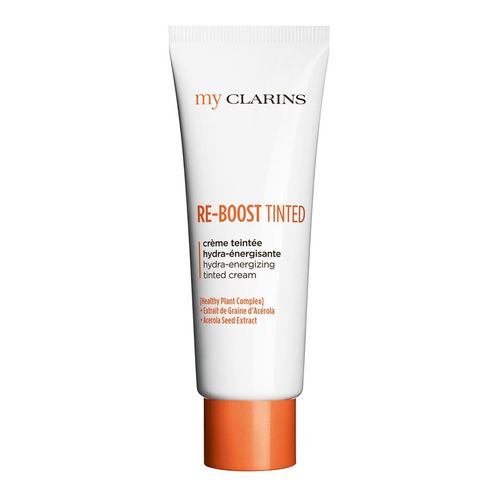 my CLARINS
RE-BOOST TINTED
crème teintée
hydra-énergisante
hydra-energizing
tinted cream
[Healthy Plant Complex]
• Extrait de Graine d'Acérola
• Acerola Seed Extract